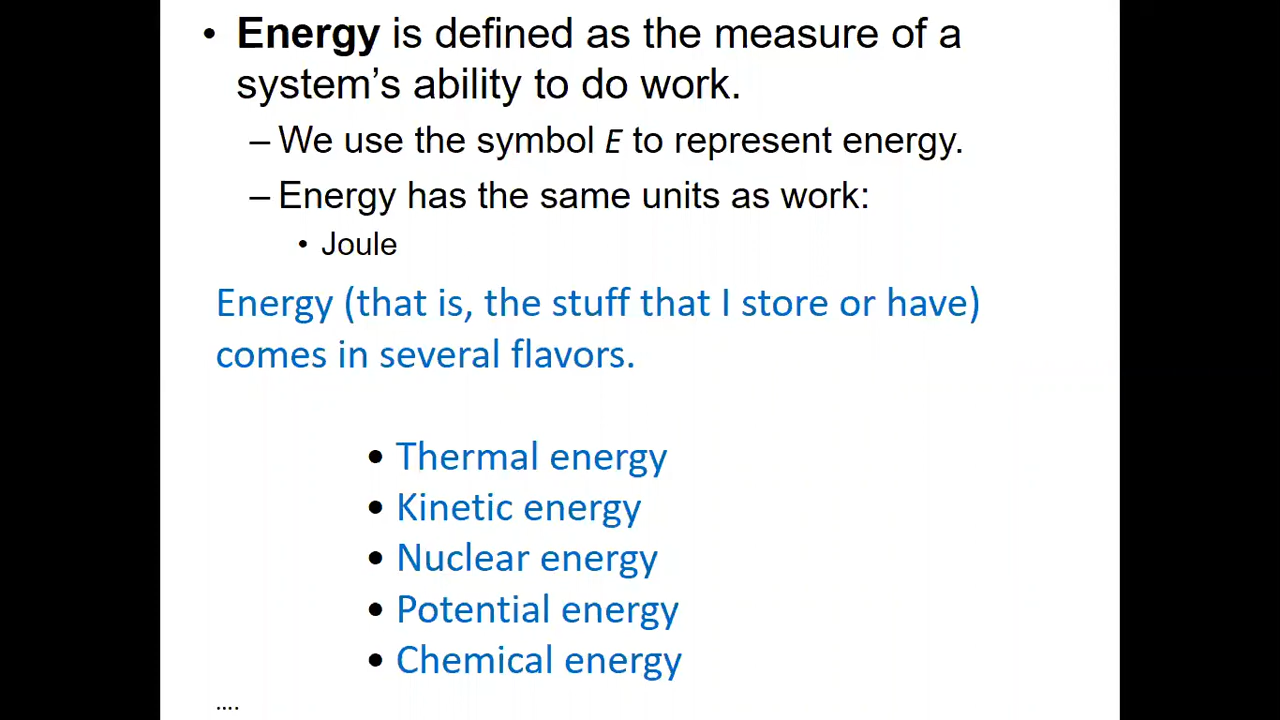 • Energy is defined as the measure of a
system’s ability to do work.
– We use the symbol E to represent energy.
– Energy has the same units as work:
• Joule
Energy (that is, the stuff that I store or have)
comes in several flavors.
• Thermal energy
• Kinetic energy
• Nuclear energy
• Potential energy
• Chemical energy
....